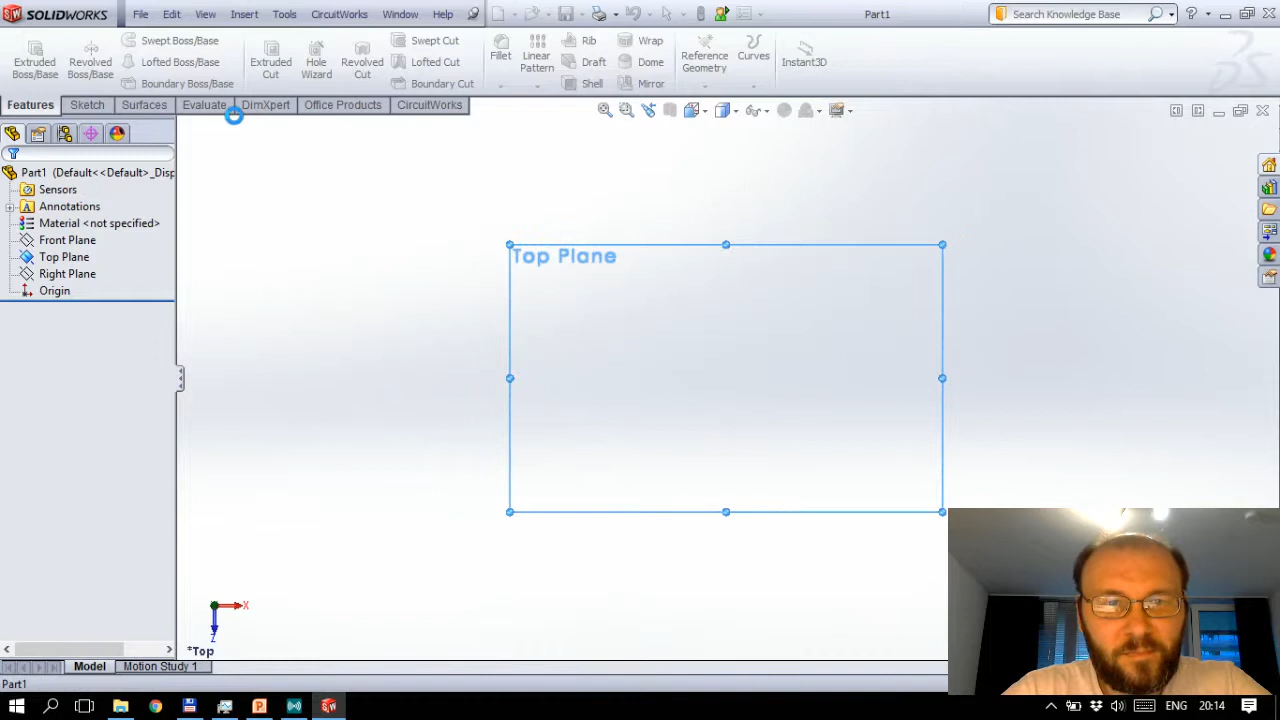 SOLIDWORKS File Edit View Insert Tools CircuitWorks Window Help Part1 Search Knowledge Base
Extruded Boss/Base
Revolved Boss/Base
Swept Boss/Base
Lofted Boss/Base
Boundary Boss/Base
Extruded Cut
Hole Wizard
Revolved Cut
Swept Cut
Lofted Cut
Boundary Cut
Fillet
Linear Pattern
Rib
Draft
Shell
Wrap
Dome
Mirror
Reference Geometry
Curves
Instant3D
Features Sketch Surfaces Evaluate DimXpert Office Products CircuitWorks
Part1 (Default<<Default>_Disp
Sensors
Annotations
Material <not specified>
Front Plane
Top Plane
Right Plane
Origin
Top Plane
X
Z
*Top
Model Motion Study 1
Part1
ENG 20:14